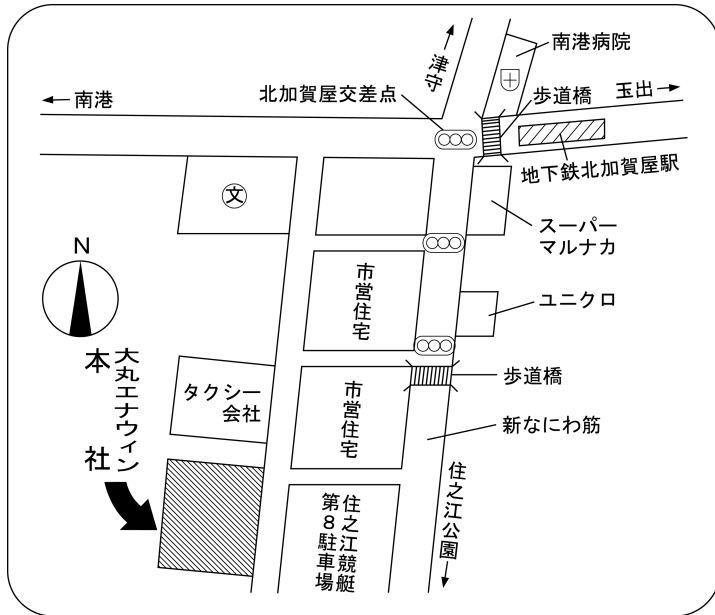 南港病院
津守
歩道橋
玉出
北加賀屋交差点
南港
地下鉄北加賀屋駅
文
スーパー
マルナカ
N
市営住宅
ユニクロ
大丸エナウィン
本社
タクシー
会社
市営住宅
歩道橋
新なにわ筋
住之江公園
住之江競艇
第8駐車場